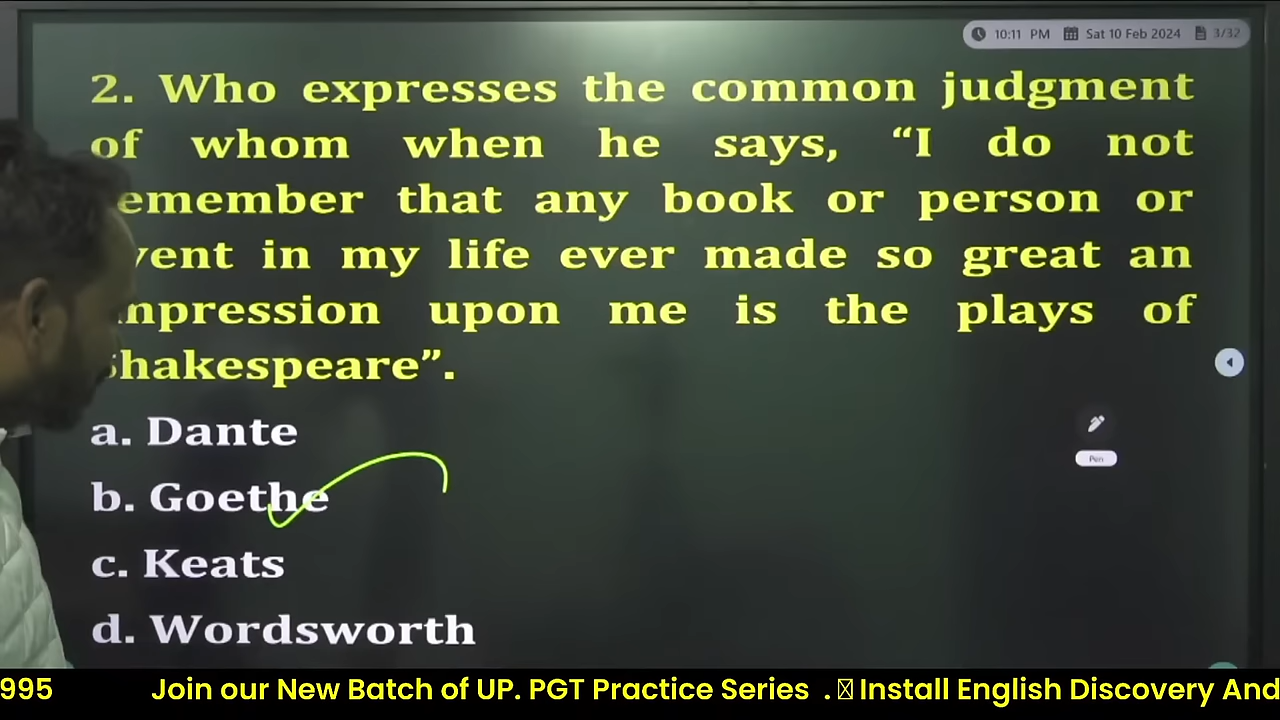 10:11 PM Sat 10 Feb 2024 3/32
2. Who expresses the common judgment
of whom when he says, “I do not
emember that any book or person or
vent in my life ever made so great an
mpression upon me is the plays of
shakespeare”.
a. Dante
b. Goethe
c. Keats
Pen
d. Wordsworth
995 Join our New Batch of UP. PGT Practice Series . Install English Discovery And